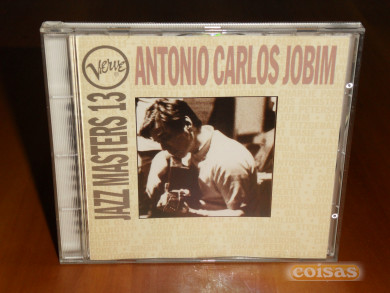 Verve
ANTONIO CARLOS JOBIM
JAZZ MASTERS 13
coisas